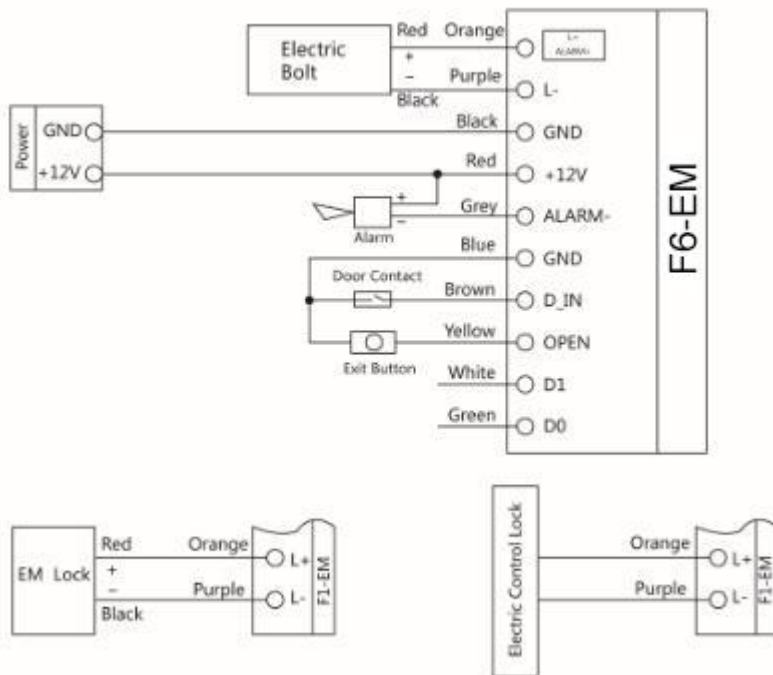 Electric
Bolt
Red Orange
+
−
Purple
Black
L+
ALARM+
L-
Power
GND
+12V
Black
GND
Red
+12V
+
−
Alarm
Grey
ALARM-
Blue
GND
Door Contact
Brown
D_IN
Yellow
OPEN
Exit Button
White
D1
Green
D0
F6-EM
EM Lock
Red Orange
+
−
Purple
Black
L+
L-
F1-EM
Electric Control Lock
Orange
L+
Purple
L-
F1-EM